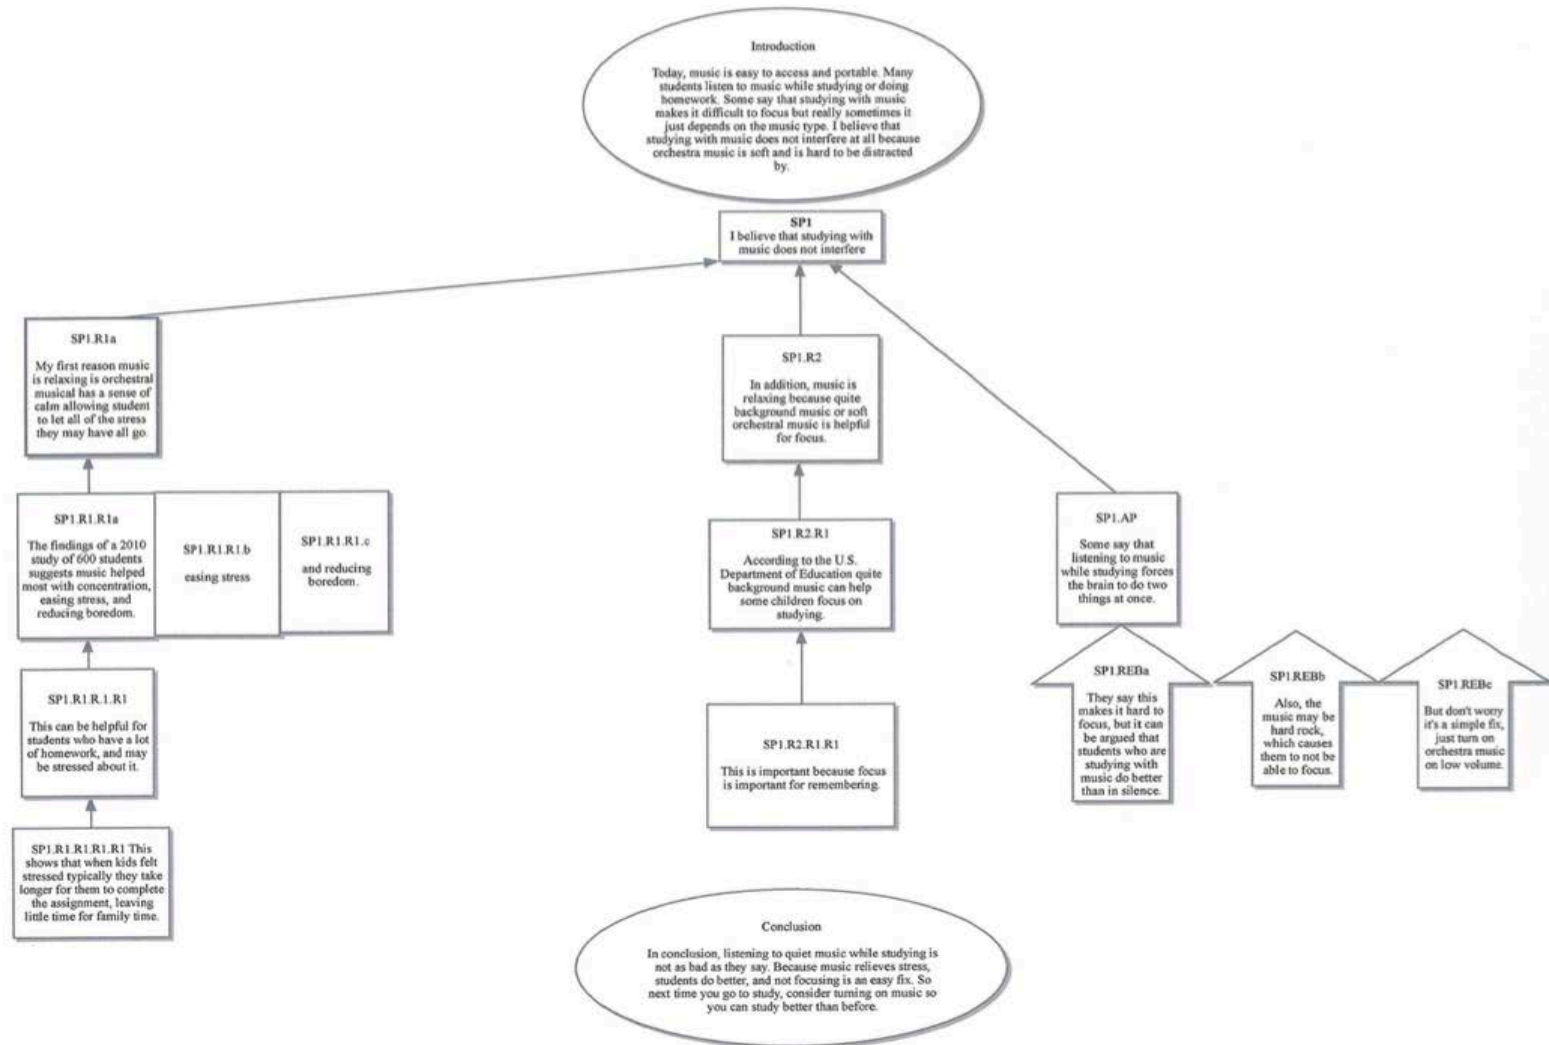 Introduction
Today, music is easy to access and portable. Many
students listen to music while studying or doing
homework. Some say that studying with music
makes it difficult to focus but really sometimes it
just depends on the music type. I believe that
studying with music does not interfere at all because
orchestra music is soft and is hard to be distracted
by.
SP1
I believe that studying with
music does not interfere
SP1.R1a
My first reason music
is relaxing is orchestral
musical has a sense of
calm allowing student
to let all of the stress
they may have all go.
SP1.R1.R1a
The findings of a 2010
study of 600 students
suggests music helped
most with concentration,
easing stress, and
reducing boredom.
SP1.R1.R1.b
easing stress
SP1.R1.R1.c
and reducing
boredom.
SP1.R1.R.1.R1
This can be helpful for
students who have a lot
of homework, and may
be stressed about it.
SP1.R1.R1.R1.R1 This
shows that when kids felt
stressed typically they take
longer for them to complete
the assignment, leaving
little time for family time.
SP1.R2
In addition, music is
relaxing because quite
background music or soft
orchestral music is helpful
for focus.
SP1.R2.R1
According to the U.S.
Department of Education quite
background music can help
some children focus on
studying.
SP1.R2.R1.R1
This is important because focus
is important for remembering.
SP1.AP
Some say that
listening to music
while studying forces
the brain to do two
things at once.
SP1.REBa
They say this
makes it hard to
focus, but it can
be argued that
students who are
studying with
music do better
than in silence.
SP1.REBb
Also, the
music may be
hard rock,
which causes
them to not be
able to focus.
SP1.REBc
But don't worry
it's a simple fix,
just turn on
orchestra music
on low volume.
Conclusion
In conclusion, listening to quiet music while studying is
not as bad as they say. Because music relieves stress,
students do better, and not focusing is an easy fix. So
next time you go to study, consider turning on music so
you can study better than before.